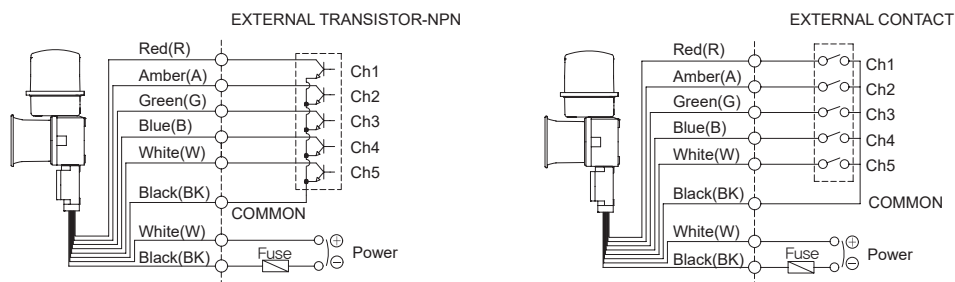 EXTERNAL TRANSISTOR-NPN
Red(R)
Ch1
Amber(A)
Ch2
Green(G)
Ch3
Blue(B)
Ch4
White(W)
Ch5
Black(BK)
COMMON
White(W)
Black(BK)
Fuse
Power
EXTERNAL CONTACT
Red(R)
Ch1
Amber(A)
Ch2
Green(G)
Ch3
Blue(B)
Ch4
White(W)
Ch5
Black(BK)
COMMON
White(W)
Black(BK)
Fuse
Power